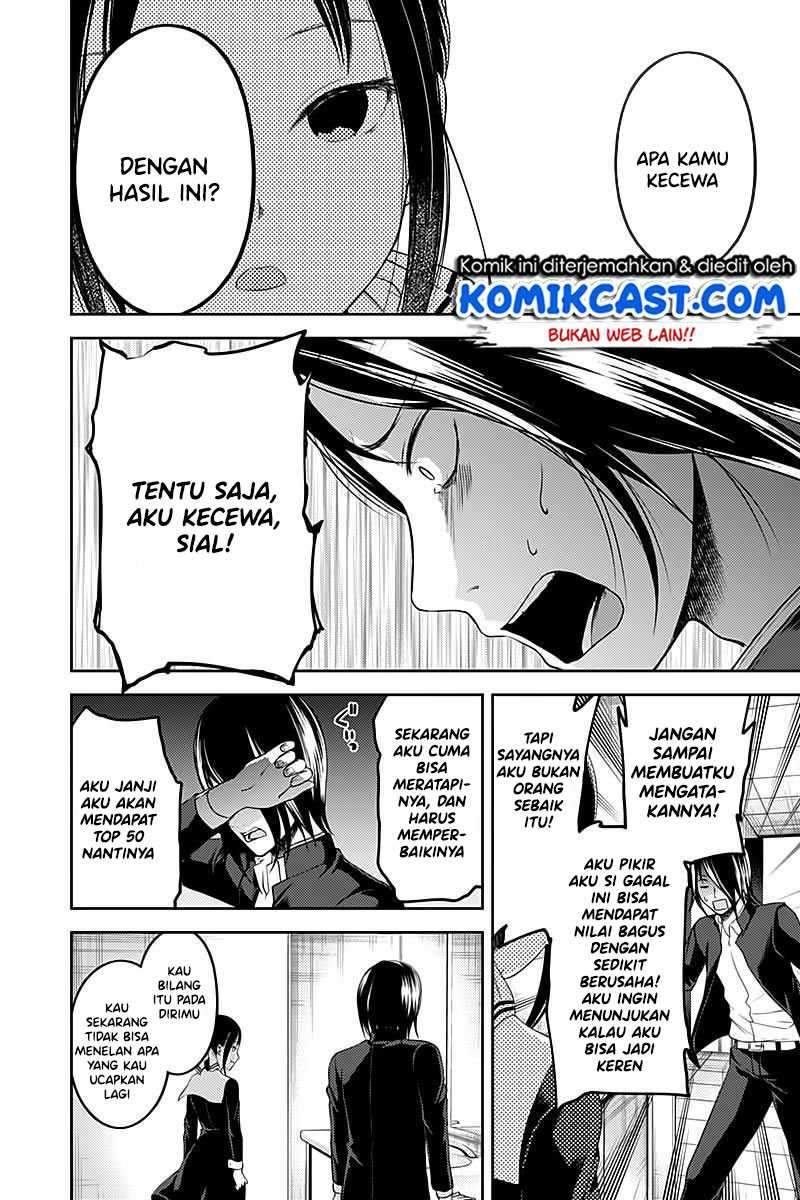 APA KAMU
KECEWA
DENGAN
HASIL INI?
Komik ini diterjemahkan & diedit oleh
KOMIKCAST.COM
BUKAN WEB LAIN!!
TENTU SAJA,
AKU KECEWA,
SIAL!
JANGAN
SAMPAI
MEMBUATKU
MENGATA-
KANNYA!
TAPI
SAYANGNYA
AKU BUKAN
ORANG
SEBAIK
ITU!
AKU PIKIR
AKU SI GAGAL
INI BISA
MENDAPAT
NILAI BAGUS
DENGAN
SEDIKIT
BERUSAHA!
AKU INGIN
MENUNJUKAN
KALAU AKU
BISA JADI
KEREN
SEKARANG
AKU CUMA
BISA
MERATAPI-
NYA, DAN
HARUS
MEMPER-
BAIKINYA
AKU JANJI
AKU AKAN
MENDAPAT
TOP 50
NANTINYA
KAU
BILANG
ITU PADA
DIRIMU
KAU
SEKARANG
TIDAK BISA
MENELAN APA
YANG KAU
UCAPKAN
LAGI